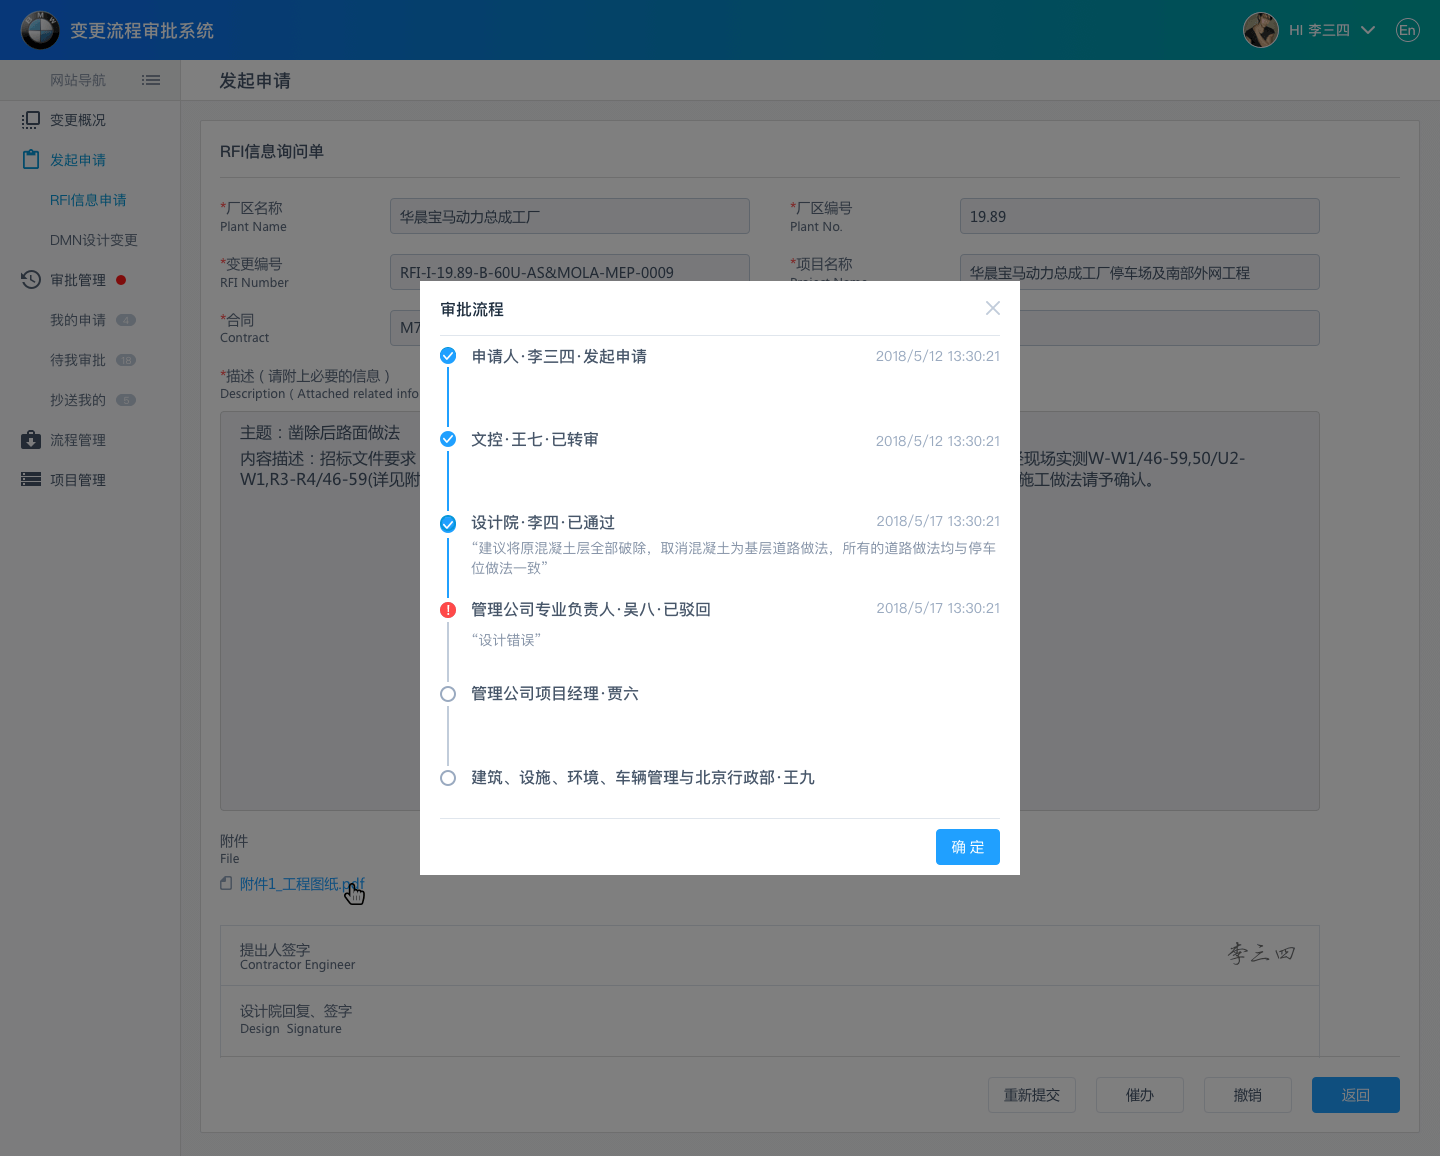 变更流程审批系统
HI 李三四
En
网站导航
发起申请
变更概况
发起申请
RFI信息申请
DMN设计变更
审批管理
我的申请 4
待我审批
抄送我的
流程管理
项目管理
RFI信息询问单
*厂区名称
Plant Name
华晨宝马动力总成工厂
*厂区编号
Plant No.
19.89
*变更编号
RFI Number
RFI-I-19.89-B-60U-AS&MOLA-MEP-0009
*项目名称
华晨宝马动力总成工厂停车场及南部外网工程
*合同
Contract
M7
*描述（请附上必要的信息）
Description ( Attached related info
主题：凿除后路面做法
内容描述：招标文件要求
现场实测W-W1/46-59,50/U2-
W1,R3-R4/46-59(详见附
施工做法请予确认。
审批流程
申请人·李三四·发起申请 2018/5/12 13:30:21
文控·王七·已转审 2018/5/12 13:30:21
设计院·李四·已通过 2018/5/17 13:30:21
“建议将原混凝土层全部破除，取消混凝土为基层道路做法，所有的道路做法均与停车
位做法一致”
管理公司专业负责人·吴八·已驳回 2018/5/17 13:30:21
“设计错误”
管理公司项目经理·贾六
建筑、设施、环境、车辆管理与北京行政部·王九
确 定
附件
File
附件1_工程图纸.pdf
提出人签字
Contractor Engineer
李三四
设计院回复、签字
Design Signature
重新提交
催办
撤销
返回